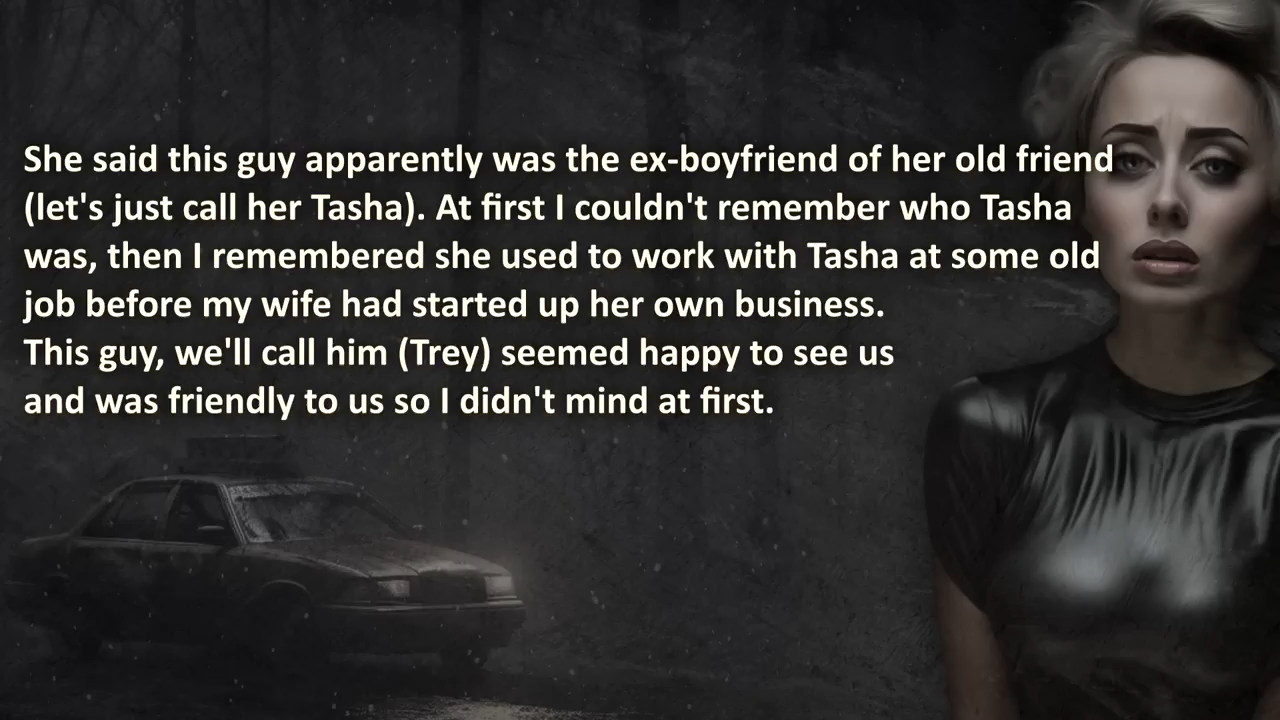 She said this guy apparently was the ex-boyfriend of her old friend
(let's just call her Tasha). At first I couldn't remember who Tasha
was, then I remembered she used to work with Tasha at some old
job before my wife had started up her own business.
This guy, we'll call him (Trey) seemed happy to see us
and was friendly to us so I didn't mind at first.